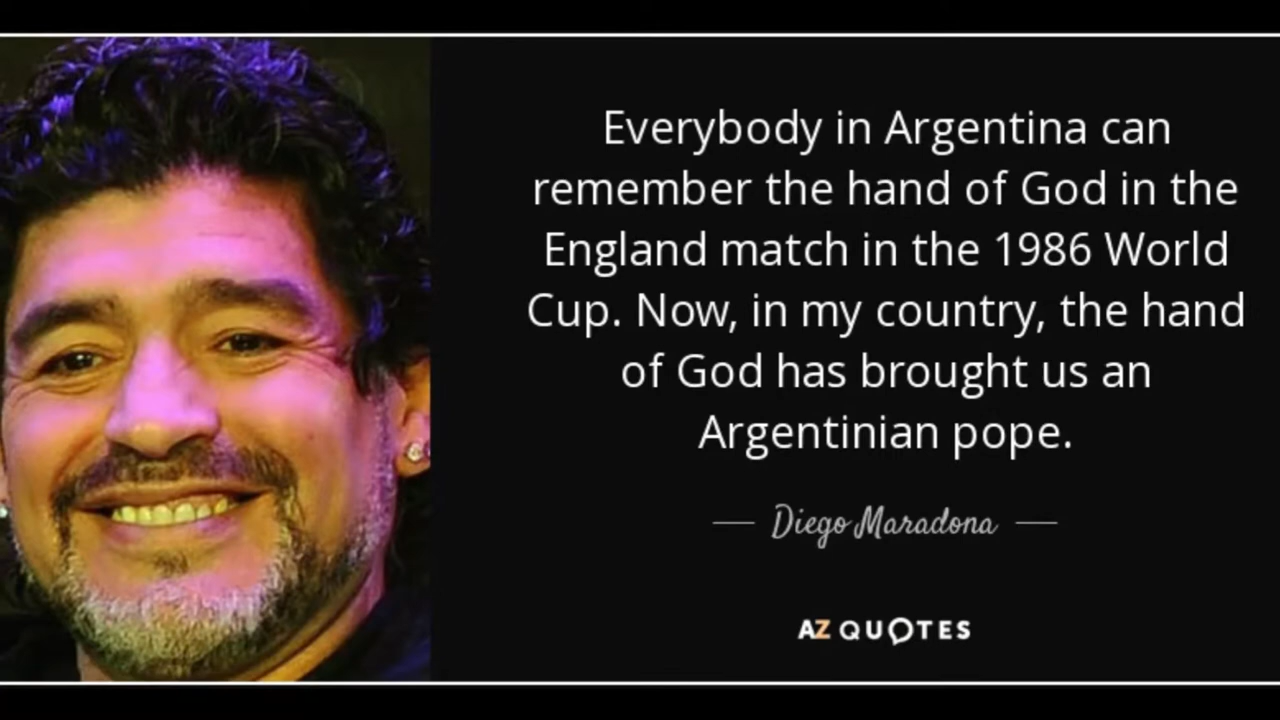 Everybody in Argentina can
remember the hand of God in the
England match in the 1986 World
Cup. Now, in my country, the hand
of God has brought us an
Argentinian pope.
Diego Maradona
AZ QUOTES